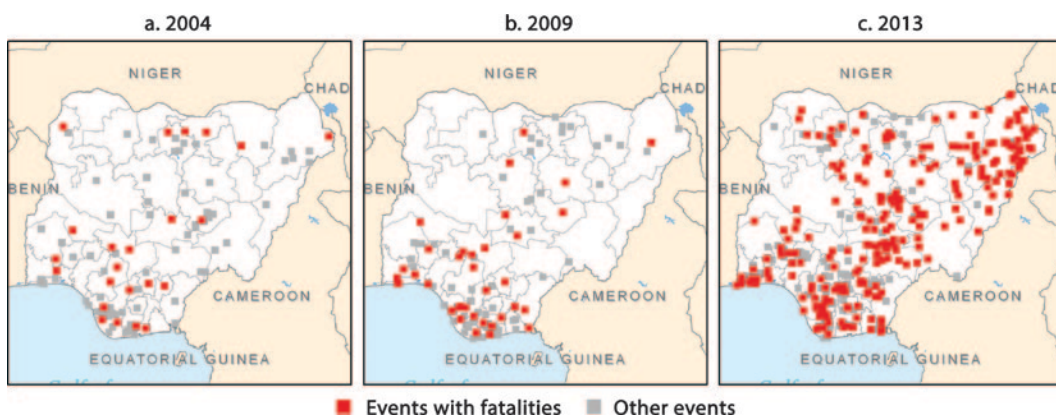 a. 2004
b. 2009
c. 2013
NIGER
CHAD
BENIN
CAMEROON
EQUATORIAL GUINEA
NIGER
CHAD
BENIN
CAMEROON
EQUATORIAL GUINEA
NIGER
CHAD
BENIN
CAMEROON
EQUATORIAL GUINEA
Events with fatalities
Other events